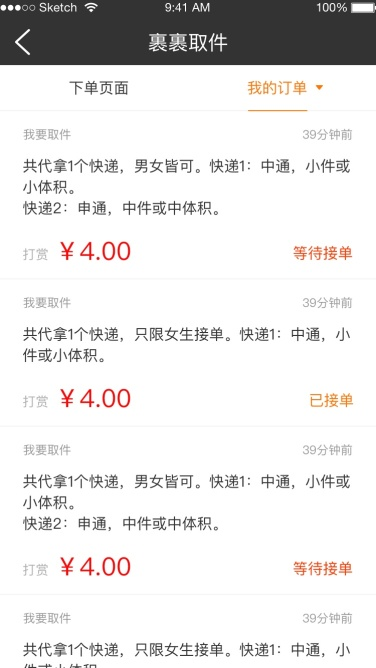 Sketch 9:41 AM 100%
裹裹取件
下单页面 我的订单
我要取件 39分钟前
共代拿1个快递，男女皆可。快递1：中通，小件或
小体积。
快递2：申通，中件或中体积。
打赏 ￥4.00 等待接单
我要取件 39分钟前
共代拿1个快递，只限女生接单。快递1：中通，小
件或小体积。
打赏 ￥4.00 已接单
我要取件 39分钟前
共代拿1个快递，男女皆可。快递1：中通，小件或
小体积。
快递2：申通，中件或中体积。
打赏 ￥4.00 等待接单
我要取件 39分钟前
共代拿1个快递，只限女生接单。快递1：中通，小